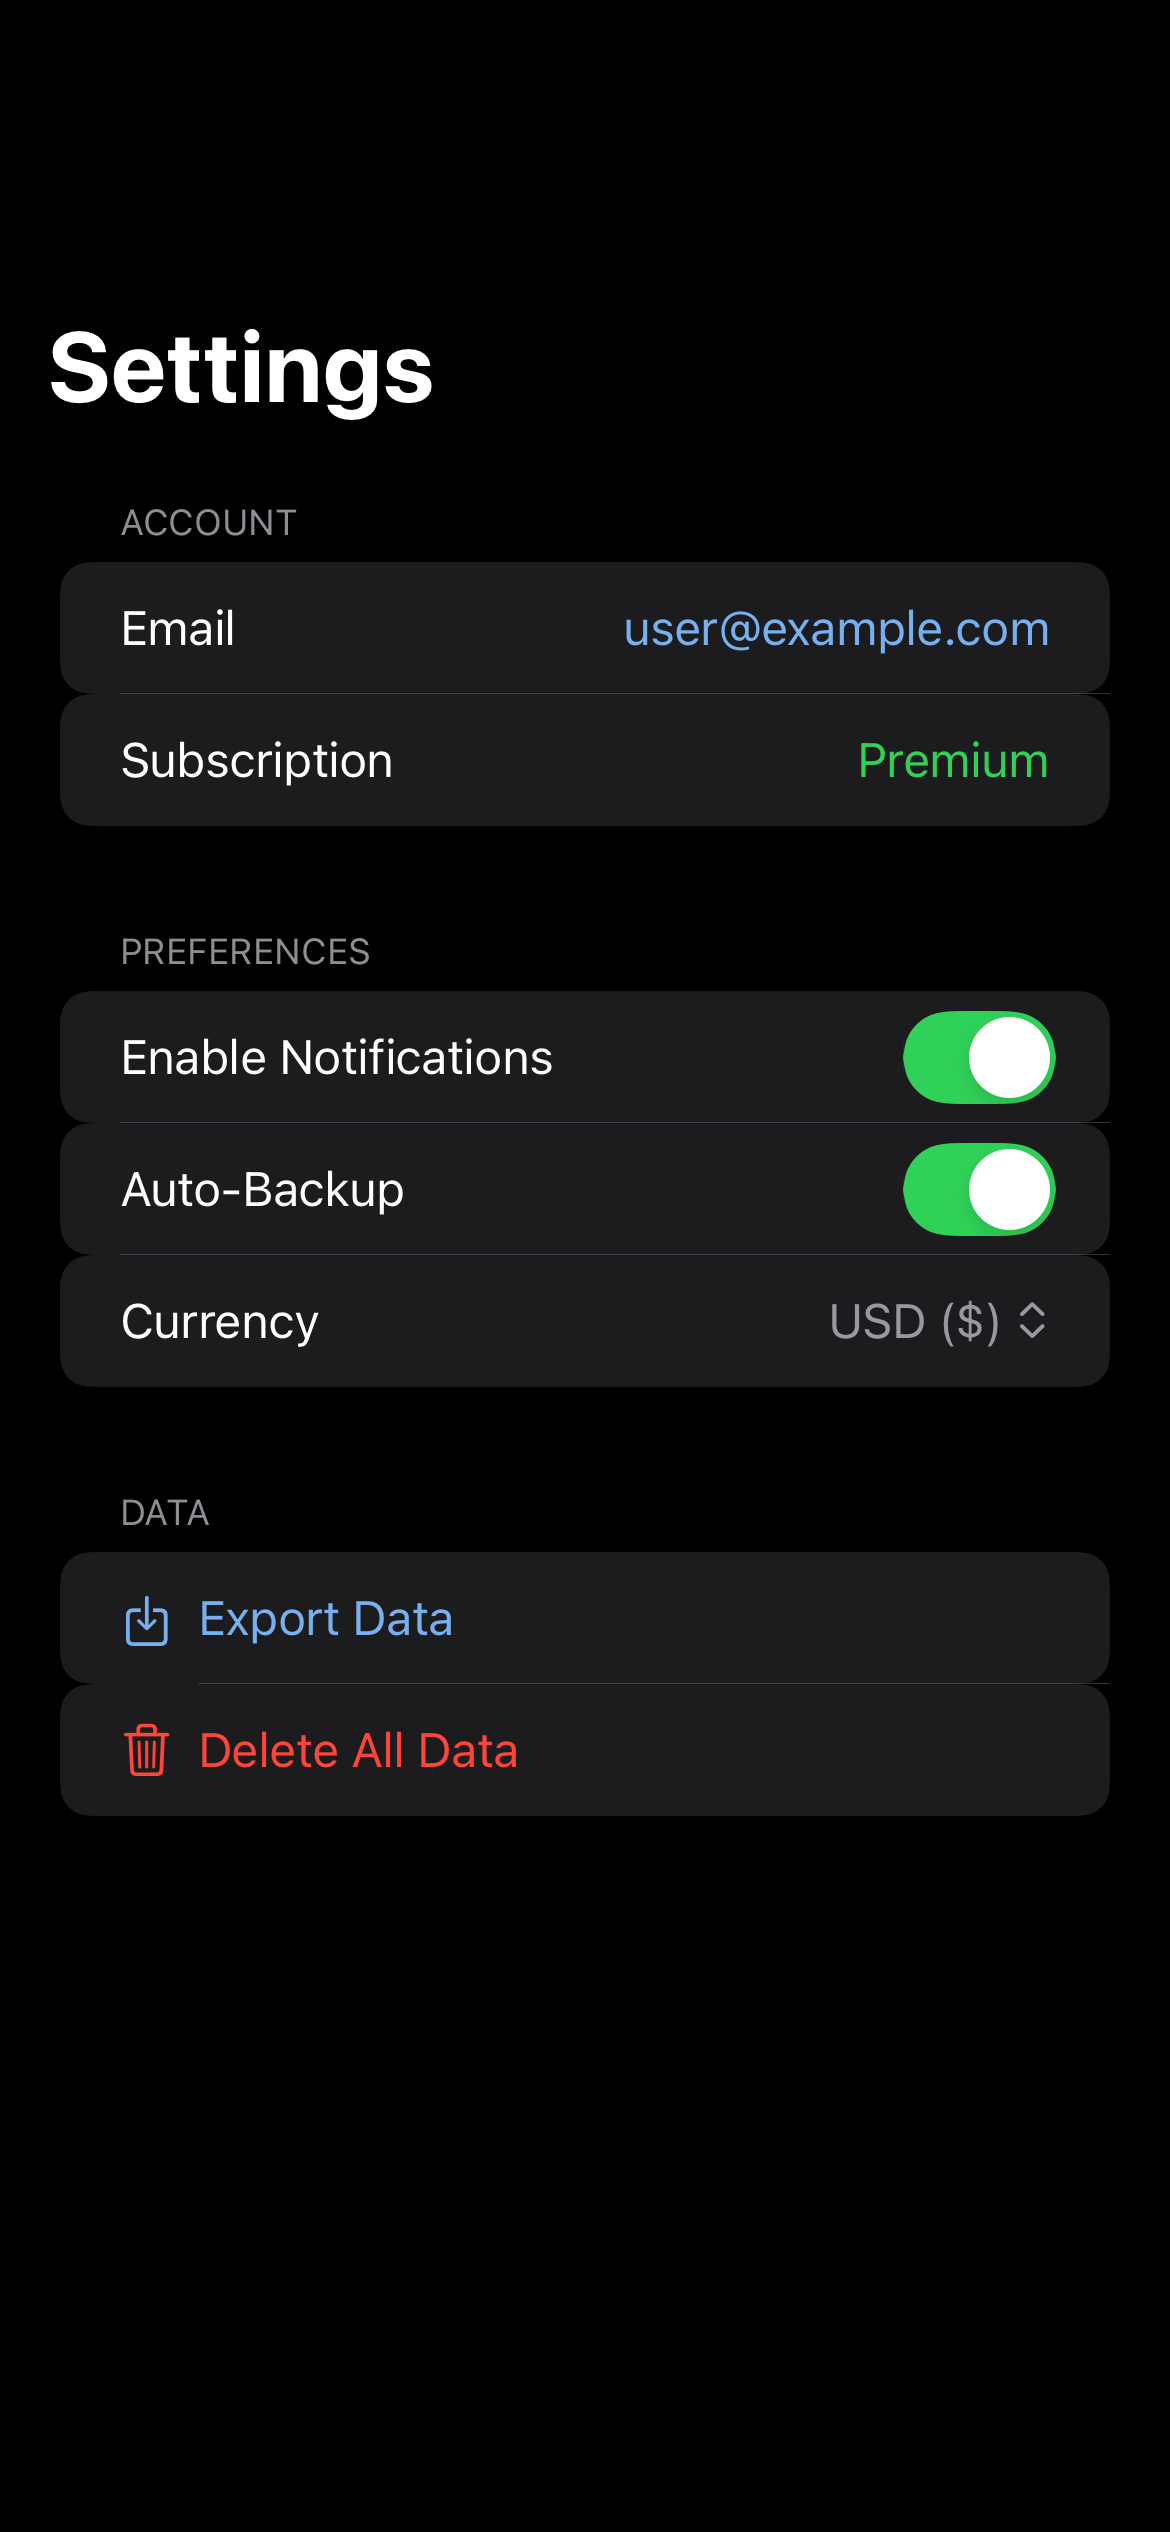 Settings
ACCOUNT
Email user@example.com
Subscription Premium
PREFERENCES
Enable Notifications
Auto-Backup
Currency USD ($)
DATA
Export Data
Delete All Data